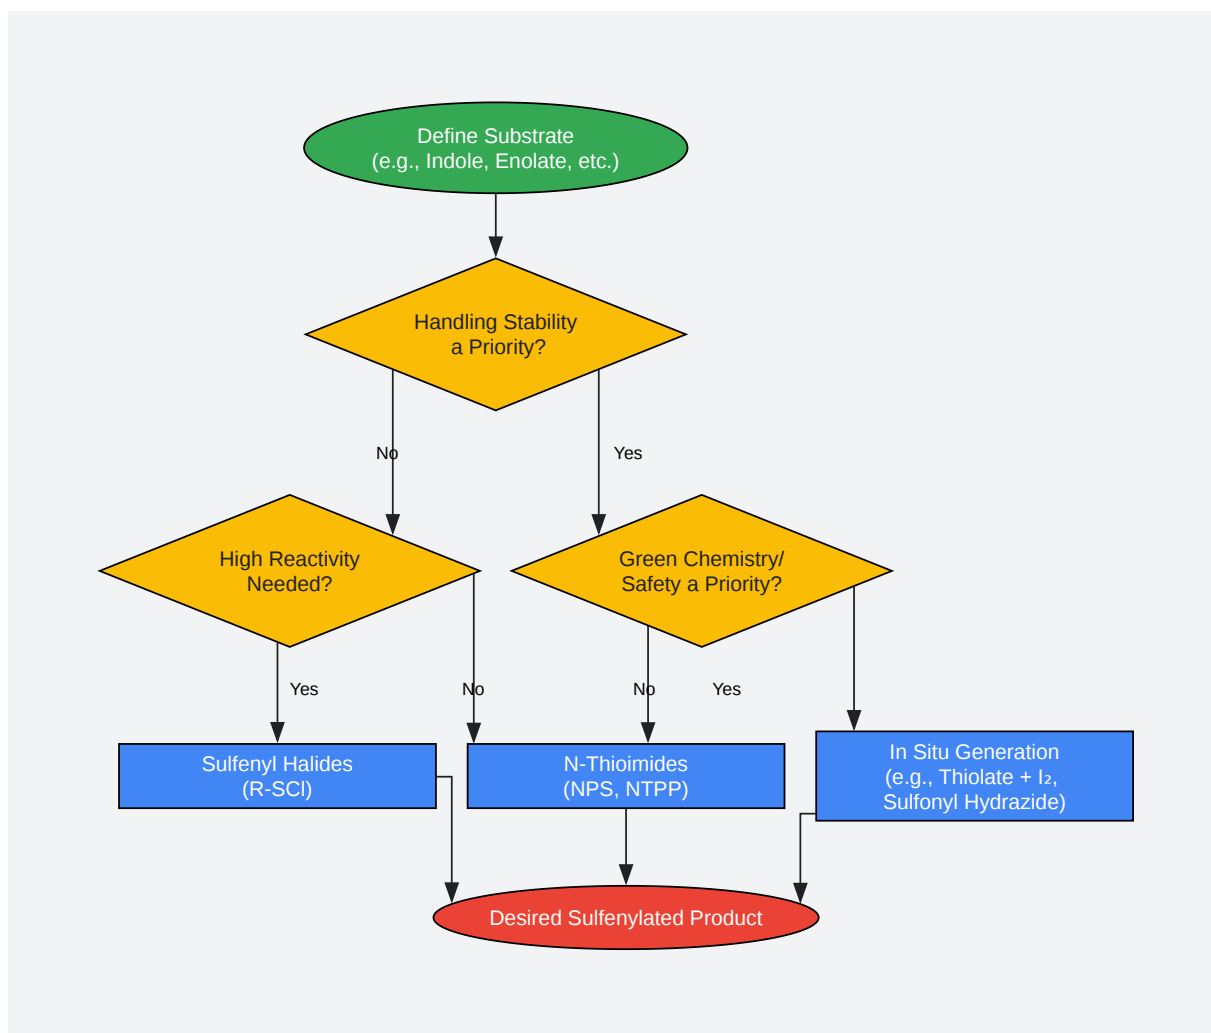 Define Substrate
(e.g., Indole, Enolate, etc.)
Handling Stability
a Priority?
No
Yes
High Reactivity
Needed?
Green Chemistry/
Safety a Priority?
Yes
No
No
Yes
Sulfenyl Halides
(R-SCl)
N-Thioimides
(NPS, NTPP)
In Situ Generation
(e.g., Thiolate + I₂,
Sulfonyl Hydrazide)
Desired Sulfenylated Product